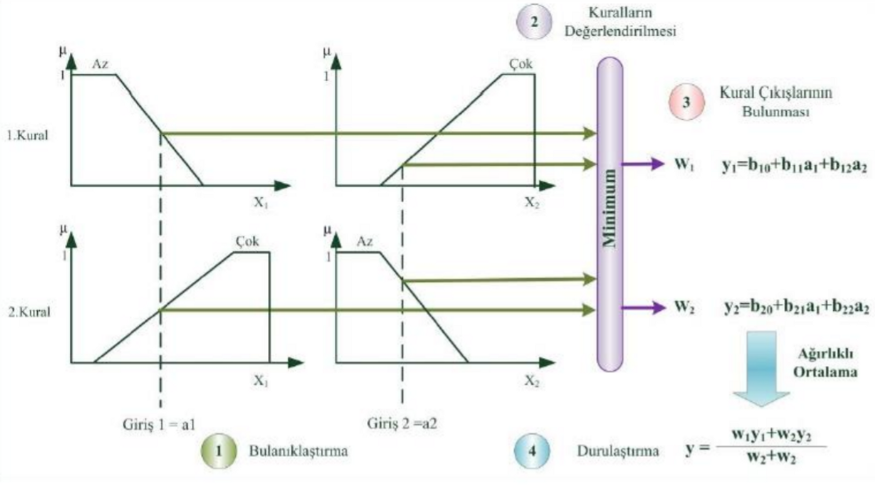 2
Kuralların
Değerlendirilmesi
μ
1
Az
μ
1
Çok
3
Kural Çıkışlarının
Bulunması
1.Kural
X₁
X₂
Minimum
W₁
y₁=b₁₀+b₁₁a₁+b₁₂a₂
μ
1
Çok
μ
1
Az
2.Kural
X₁
X₂
W₂
y₂=b₂₀+b₂₁a₁+b₂₂a₂
Ağırlıklı
Ortalama
Giriş 1 = a1
Giriş 2 =a2
1
Bulanıklaştırma
4
Durulaştırma
y =
w₁y₁+w₂y₂
w₂+w₂